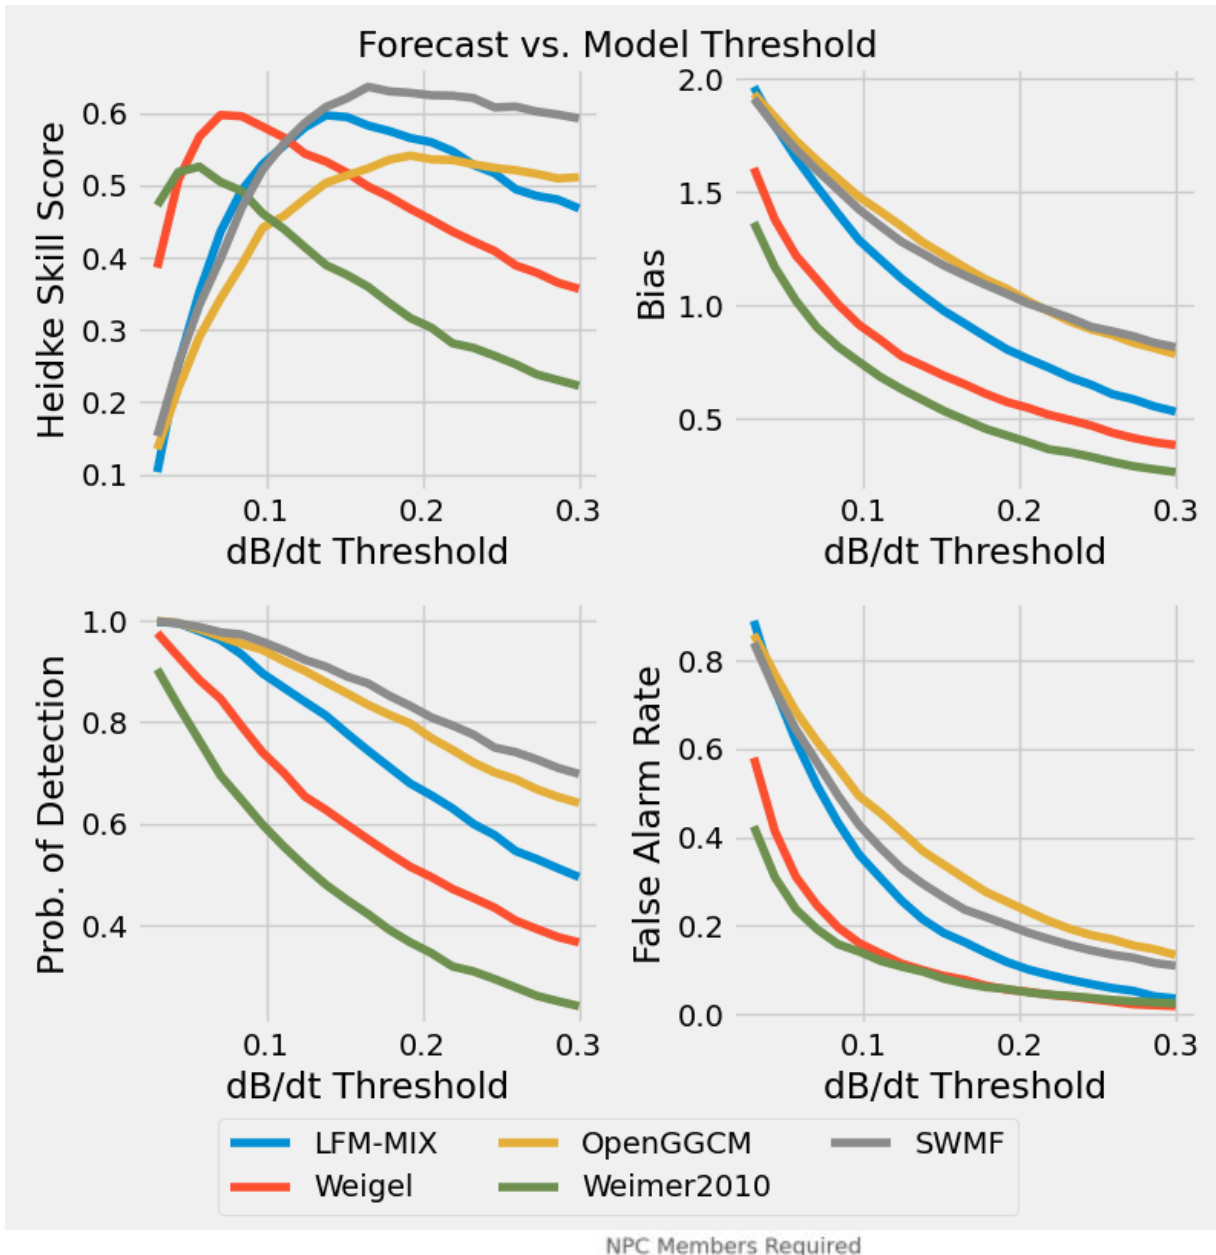 Forecast vs. Model Threshold
Heidke Skill Score
0.6
0.5
0.4
0.3
0.2
0.1
0.1 0.2 0.3
dB/dt Threshold
Bias
2.0
1.5
1.0
0.5
0.1 0.2 0.3
dB/dt Threshold
Prob. of Detection
1.0
0.8
0.6
0.4
0.1 0.2 0.3
dB/dt Threshold
False Alarm Rate
0.8
0.6
0.4
0.2
0.0
0.1 0.2 0.3
dB/dt Threshold
LFM-MIX OpenGGCM SWMF
Weigel Weimer2010
NPC Members Required